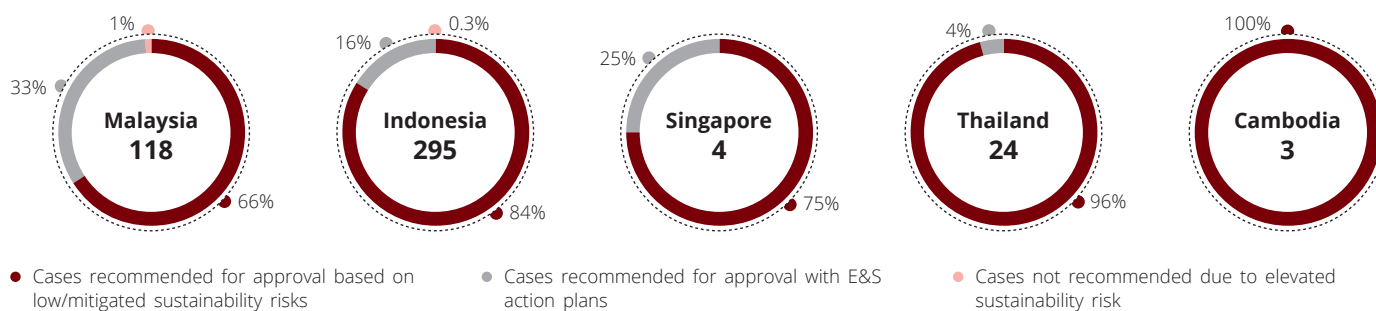 1%
33%
Malaysia
118
66%
0.3%
16%
Indonesia
295
84%
25%
Singapore
4
75%
4%
Thailand
24
96%
100%
Cambodia
3
Cases recommended for approval based on
low/mitigated sustainability risks
Cases recommended for approval with E&S
action plans
Cases not recommended due to elevated
sustainability risk